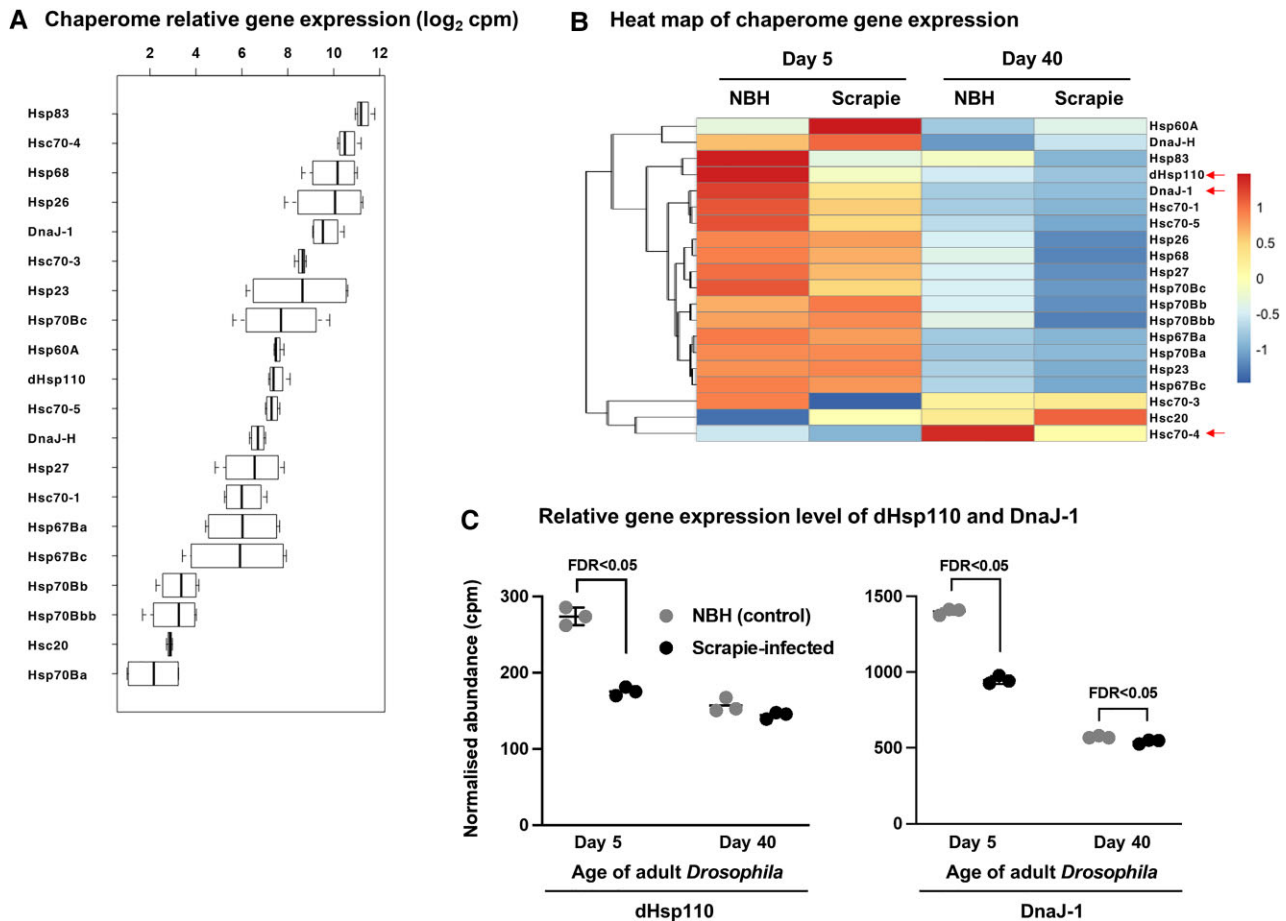 A Chaperome relative gene expression (log2 cpm)
2 4 6 8 10 12
Hsp83
Hsc70-4
Hsp68
Hsp26
DnaJ-1
Hsc70-3
Hsp23
Hsp70Bc
Hsp60A
dHsp110
Hsc70-5
DnaJ-H
Hsp27
Hsc70-1
Hsp67Ba
Hsp67Bc
Hsp70Bb
Hsp70Bbb
Hsc20
Hsp70Ba
B Heat map of chaperome gene expression
Day 5 Day 40
NBH Scrapie NBH Scrapie
Hsp60A
DnaJ-H
Hsp83
dHsp110
DnaJ-1
Hsc70-1
Hsc70-5
Hsp26
Hsp68
Hsp27
Hsp70Bc
Hsp70Bb
Hsp70Bbb
Hsp67Ba
Hsp70Ba
Hsp23
Hsp67Bc
Hsc70-3
Hsc20
Hsc70-4
1
0.5
0
-0.5
-1
C Relative gene expression level of dHsp110 and DnaJ-1
Normalised abundance (cpm)
300
200
100
0
FDR<0.05
NBH (control)
Scrapie-infected
Day 5 Day 40
Age of adult Drosophila
dHsp110
1500
1000
500
0
FDR<0.05
FDR<0.05
Day 5 Day 40
Age of adult Drosophila
DnaJ-1